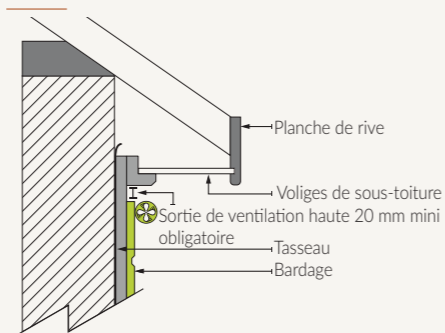 Planche de rive
Voliges de sous-toiture
Sortie de ventilation haute 20 mm mini
obligatoire
Tasseau
Bardage